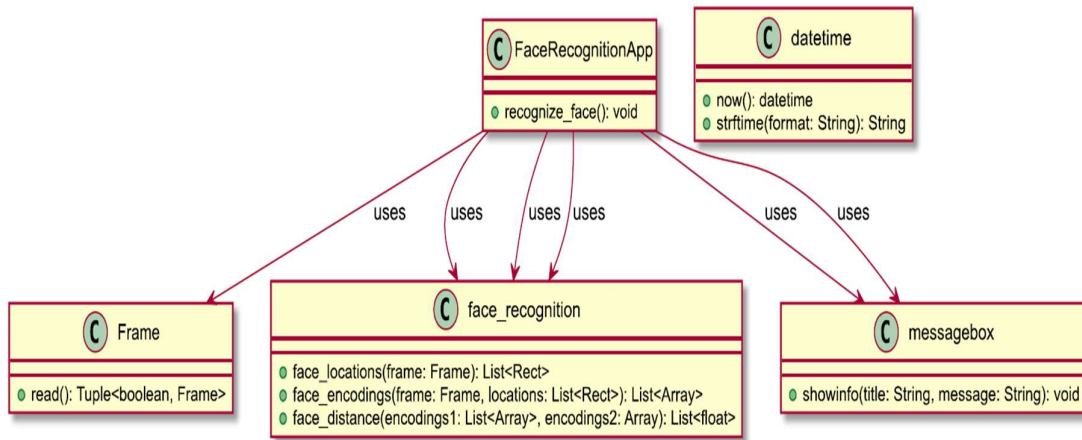 C FaceRecognitionApp
recognize_face(): void
C datetime
now(): datetime
strftime(format: String): String
uses
uses
uses
uses
uses
uses
C Frame
read(): Tuple<boolean, Frame>
C face_recognition
face_locations(frame: Frame): List<Rect>
face_encodings(frame: Frame, locations: List<Rect>): List<Array>
face_distance(encodings1: List<Array>, encodings2: Array): List<float>
C messagebox
showinfo(title: String, message: String): void